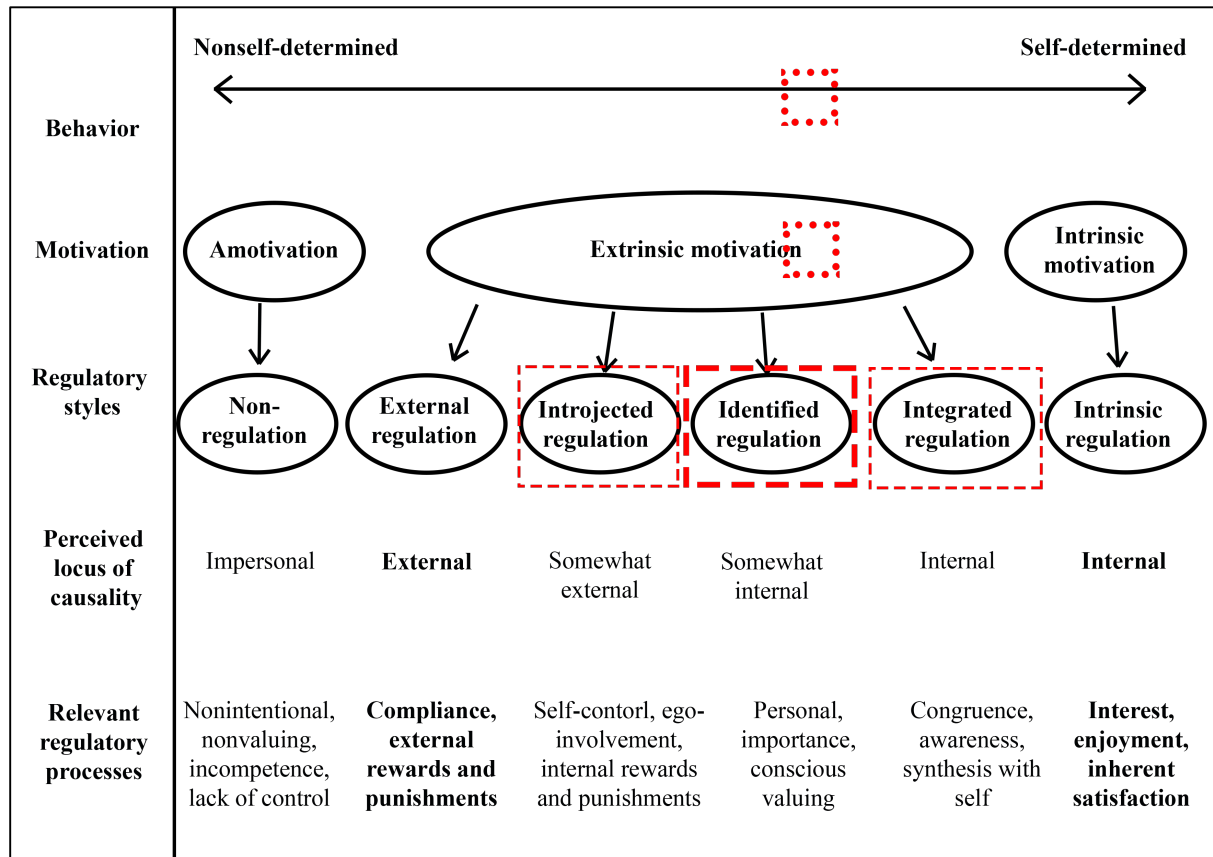 Nonself-determined
Self-determined
Behavior
Motivation
Amotivation
Extrinsic motivation
Intrinsic
motivation
Regulatory
styles
Non-
regulation
External
regulation
Introjected
regulation
Identified
regulation
Integrated
regulation
Intrinsic
regulation
Perceived
locus of
causality
Impersonal
External
Somewhat
external
Somewhat
internal
Internal
Internal
Relevant
regulatory
processes
Nonintentional,
nonvaluing,
incompetence,
lack of control
Compliance,
external
rewards and
punishments
Self-contorl, ego-
involvement,
internal rewards
and punishments
Personal,
importance,
conscious
valuing
Congruence,
awareness,
synthesis with
self
Interest,
enjoyment,
inherent
satisfaction